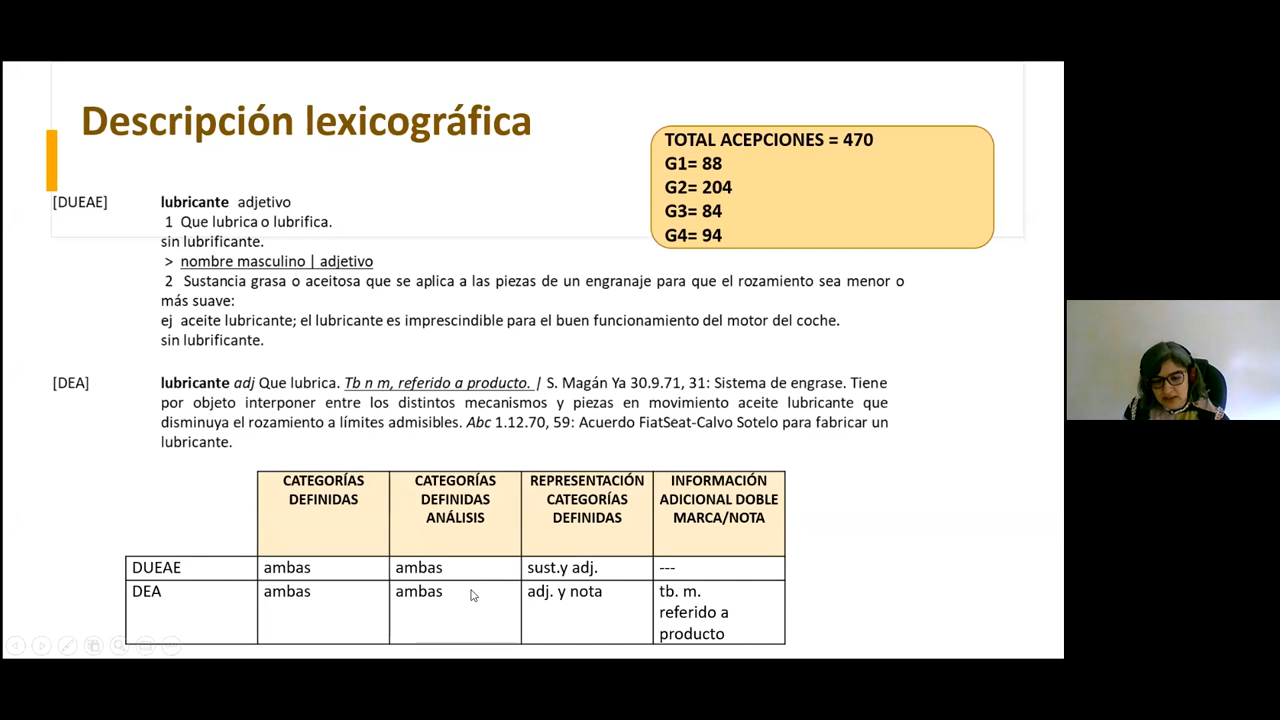 Descripción lexicográfica
TOTAL ACEPCIONES = 470
G1= 88
G2= 204
G3= 84
G4= 94
[DUEAE] lubricante adjetivo
1 Que lubrica o lubrifica.
sin lubrificante.
> nombre masculino | adjetivo
2 Sustancia grasa o aceitosa que se aplica a las piezas de un engranaje para que el rozamiento sea menor o
más suave:
ej aceite lubricante; el lubricante es imprescindible para el buen funcionamiento del motor del coche.
sin lubrificante.
[DEA] lubricante adj Que lubrica. Tb n m, referido a producto. | S. Magán Ya 30.9.71, 31: Sistema de engrase. Tiene
por objeto interponer entre los distintos mecanismos y piezas en movimiento aceite lubricante que
disminuya el rozamiento a límites admisibles. Abc 1.12.70, 59: Acuerdo FiatSeat-Calvo Sotelo para fabricar un
lubricante.
CATEGORÍAS
DEFINIDAS
CATEGORÍAS
DEFINIDAS
ANÁLISIS
REPRESENTACIÓN
CATEGORÍAS
DEFINIDAS
INFORMACIÓN
ADICIONAL DOBLE
MARCA/NOTA
DUEAE ambas ambas sust.y adj. ---
DEA ambas ambas adj. y nota tb. m.
referido a
producto